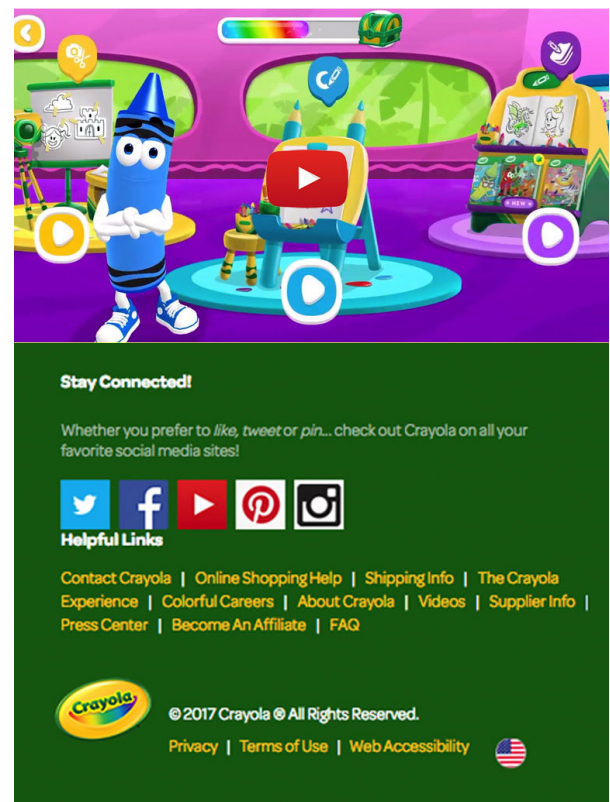 NEW
Stay Connected!
Whether you prefer to like, tweet or pin... check out Crayola on all your
favorite social media sites!
Helpful Links
Contact Crayola | Online Shopping Help | Shipping Info | The Crayola
Experience | Colorful Careers | About Crayola | Videos | Supplier Info |
Press Center | Become An Affiliate | FAQ
Crayola
© 2017 Crayola ® All Rights Reserved.
Privacy | Terms of Use | Web Accessibility